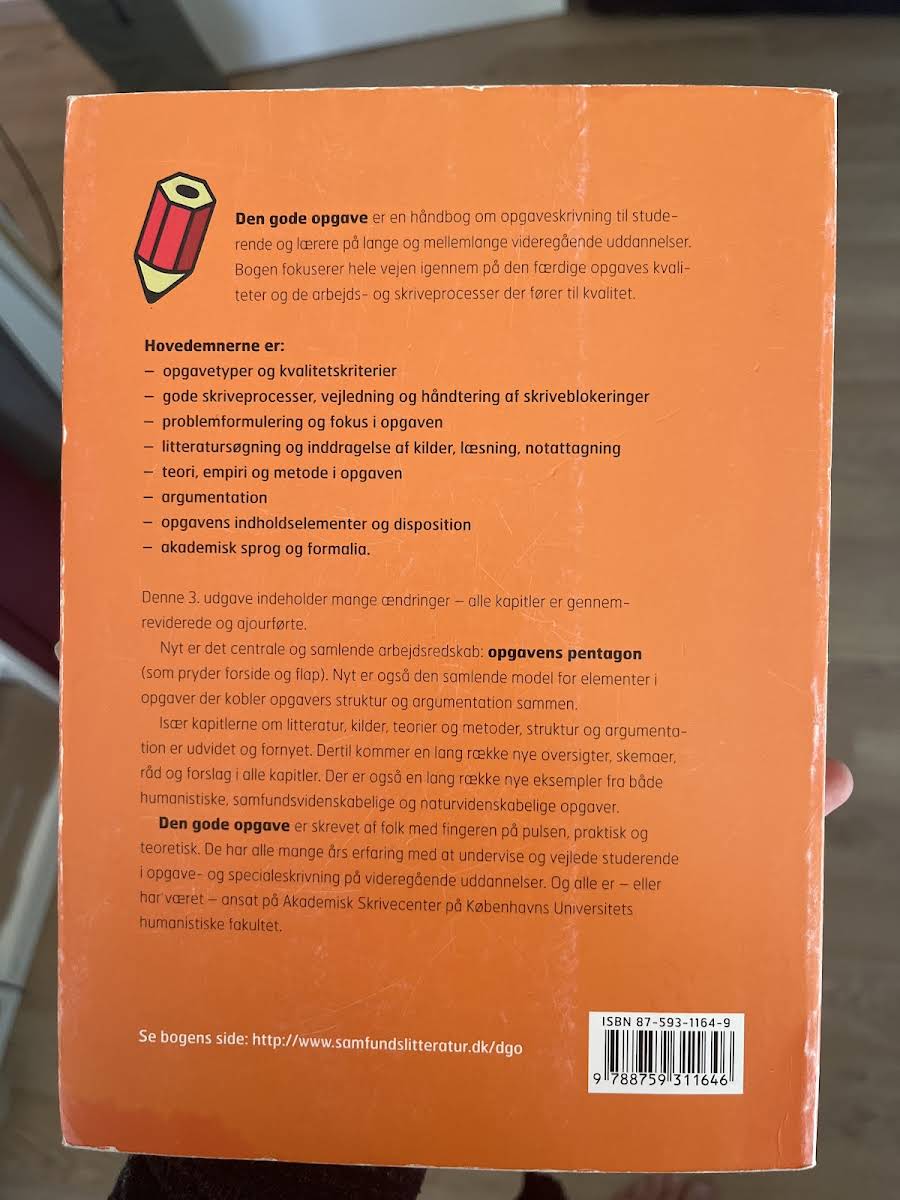 Den gode opgave er en håndbog om opgaveskrivning til stude-
rende og lærere på lange og mellemlange videregående uddannelser.
Bogen fokuserer hele vejen igennem på den færdige opgaves kvali-
teter og de arbejds- og skriveprocesser der fører til kvalitet.
Hovedemnerne er:
– opgavetyper og kvalitetskriterier
– gode skriveprocesser, vejledning og håndtering af skriveblokeringer
– problemformulering og fokus i opgaven
– litteratursøgning og inddragelse af kilder, læsning, notattagning
– teori, empiri og metode i opgaven
– argumentation
– opgavens indholdselementer og disposition
– akademisk sprog og formalia.
Denne 3. udgave indeholder mange ændringer – alle kapitler er gennem-
reviderede og ajourførte.
Nyt er det centrale og samlende arbejdsredskab: opgavens pentagon
(som pryder forside og flap). Nyt er også den samlende model for elementer i
opgaver der kobler opgavers struktur og argumentation sammen.
Især kapitlerne om litteratur, kilder, teorier og metoder, struktur og argumenta-
tion er udvidet og fornyet. Dertil kommer en lang række nye oversigter, skemaer,
råd og forslag i alle kapitler. Der er også en lang række nye eksempler fra både
humanistiske, samfundsvidenskabelige og naturvidenskabelige opgaver.
Den gode opgave er skrevet af folk med fingeren på pulsen, praktisk og
teoretisk. De har alle mange års erfaring med at undervise og vejlede studerende
i opgave- og specialeskrivning på videregående uddannelser. Og alle er – eller
har været – ansat på Akademisk Skrivecenter på Københavns Universitets
humanistiske fakultet.
Se bogens side: http://www.samfundslitteratur.dk/dgo
ISBN 87-593-1164-9
9 788759 311646